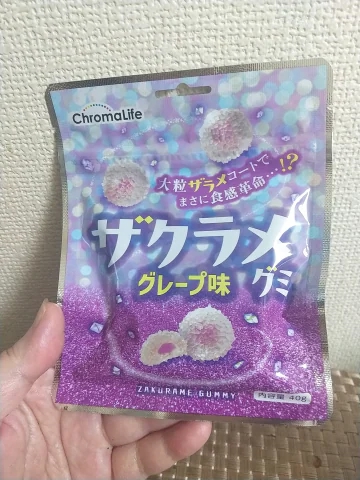 ChromaLife
大粒ザラメコートで
まさに食感革命…!?
ザクラメ
グレープ味
グミ
ZAKURAME GUMMY
内容量 40g